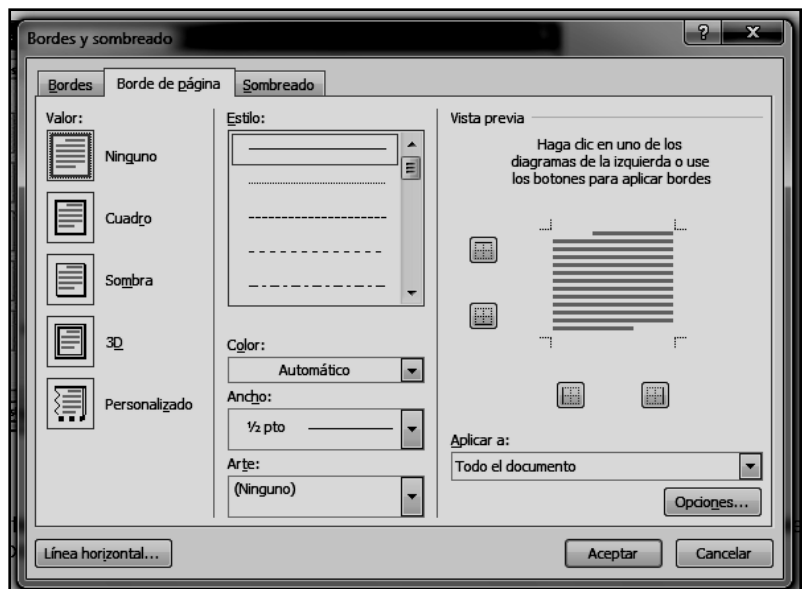 Bordes y sombreado
?
X
Bordes
Borde de página
Sombreado
Valor:
Ninguno
Cuadro
Sombra
3D
Personalizado
Estilo:
Color:
Automático
Ancho:
½ pto
Arte:
(Ninguno)
Vista previa
Haga clic en uno de los
diagramas de la izquierda o use
los botones para aplicar bordes
Aplicar a:
Todo el documento
Opciones...
Línea horizontal...
Aceptar
Cancelar